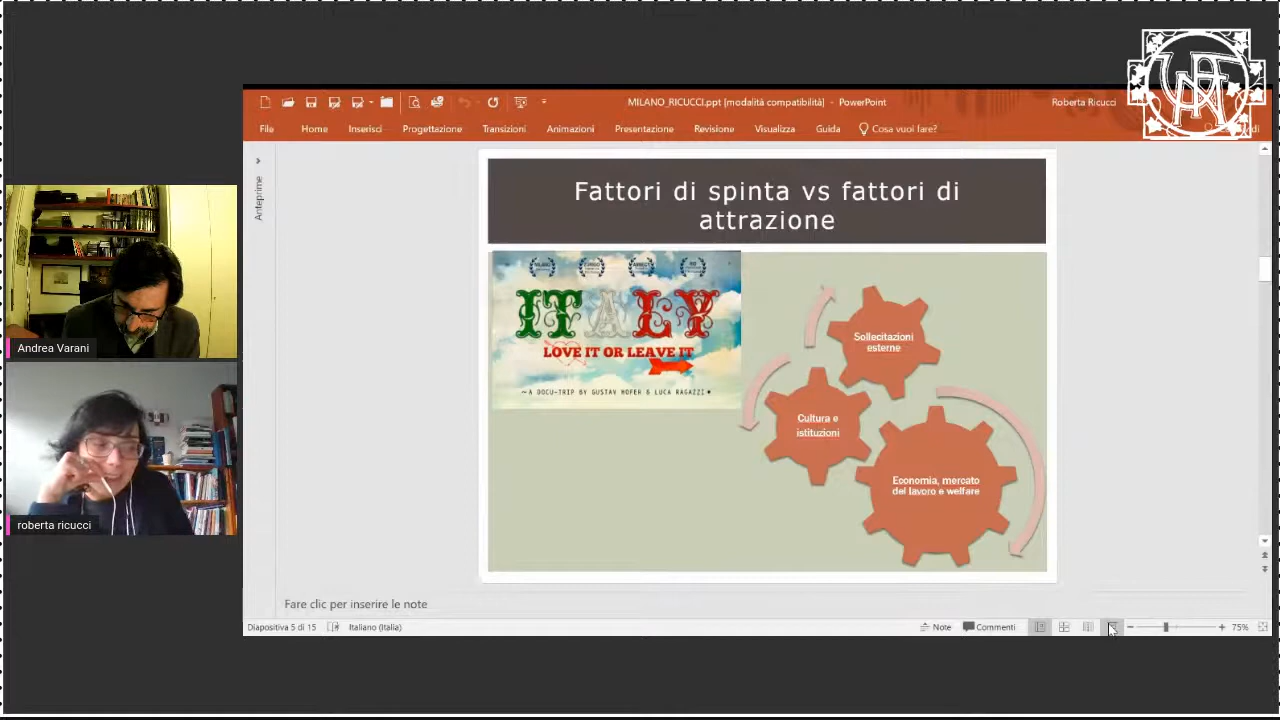 MILANO_RICUCCI.ppt [modalità compatibilità] - PowerPoint
Roberta Ricucci
File Home Inserisci Progettazione Transizioni Animazioni Presentazione Revisione Visualizza Guida Cosa vuoi fare?
Anteprime
Fattori di spinta vs fattori di
attrazione
ITALY
LOVE IT OR LEAVE IT
A DOCU-TRIP BY GUSTAV HOFER & LUCA RAGAZZI
Sollecitazioni
esterne
Cultura e
istituzioni
Economia, mercato
del lavoro e welfare
Andrea Varani
roberta ricucci
Fare clic per inserire le note
Diapositiva 5 di 15 Italiano (Italia) Note Commenti 75%